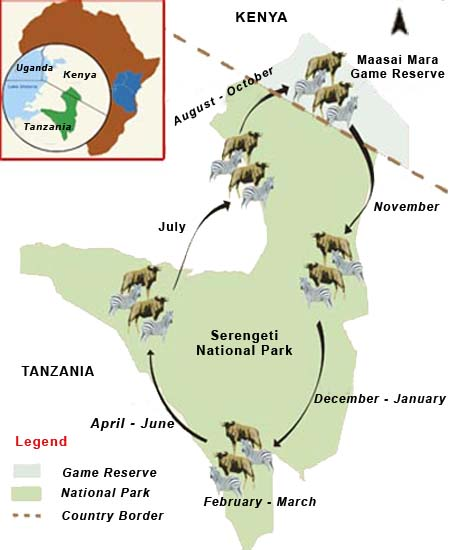 KENYA
Maasai Mara
Game Reserve
Uganda
Kenya
Lake Victoria
Tanzania
August - October
November
July
Serengeti
National Park
TANZANIA
December - January
April - June
February - March
Legend
Game Reserve
National Park
Country Border